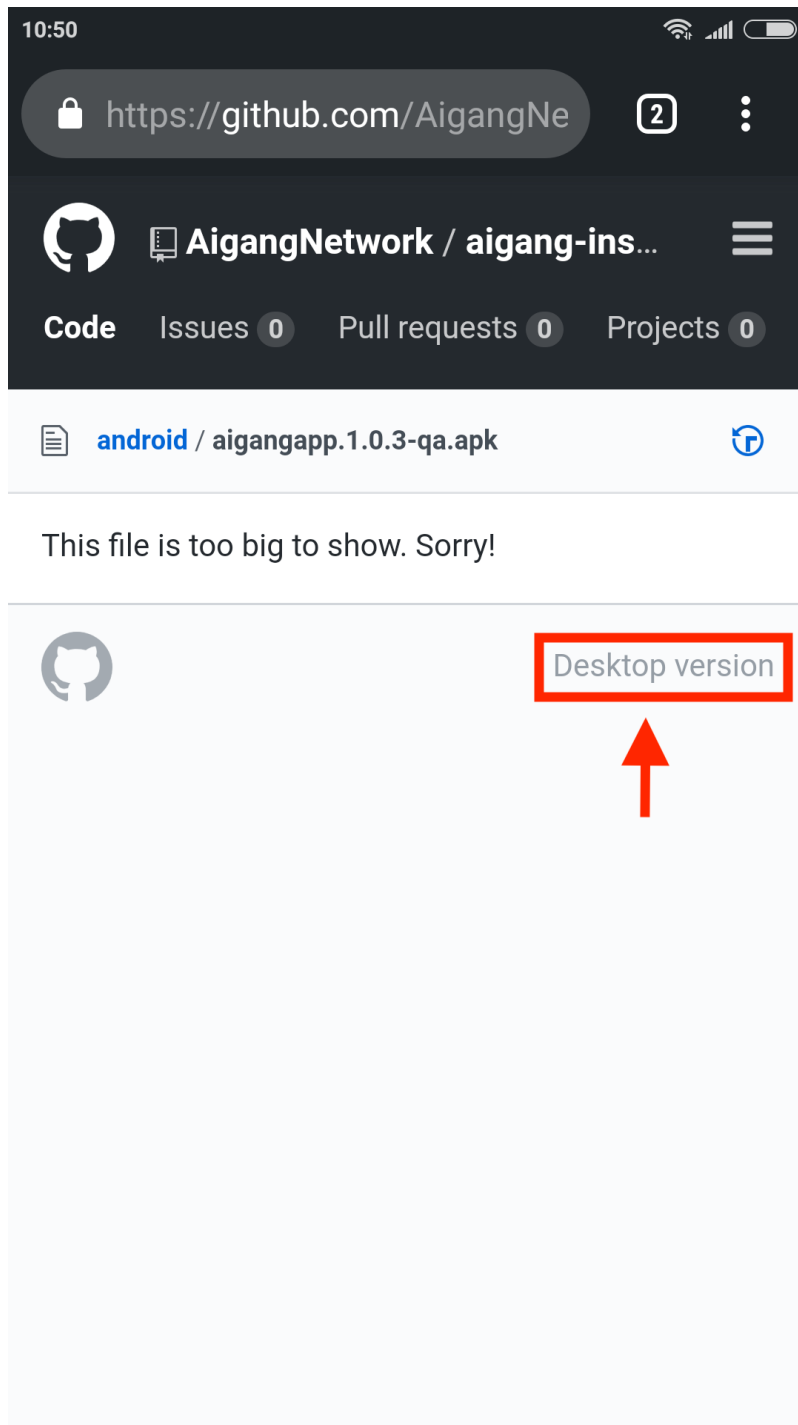 10:50
https://github.com/AigangNe
2
AigangNetwork / aigang-ins...
Code Issues 0 Pull requests 0 Projects 0
android / aigangapp.1.0.3-qa.apk
This file is too big to show. Sorry!
Desktop version